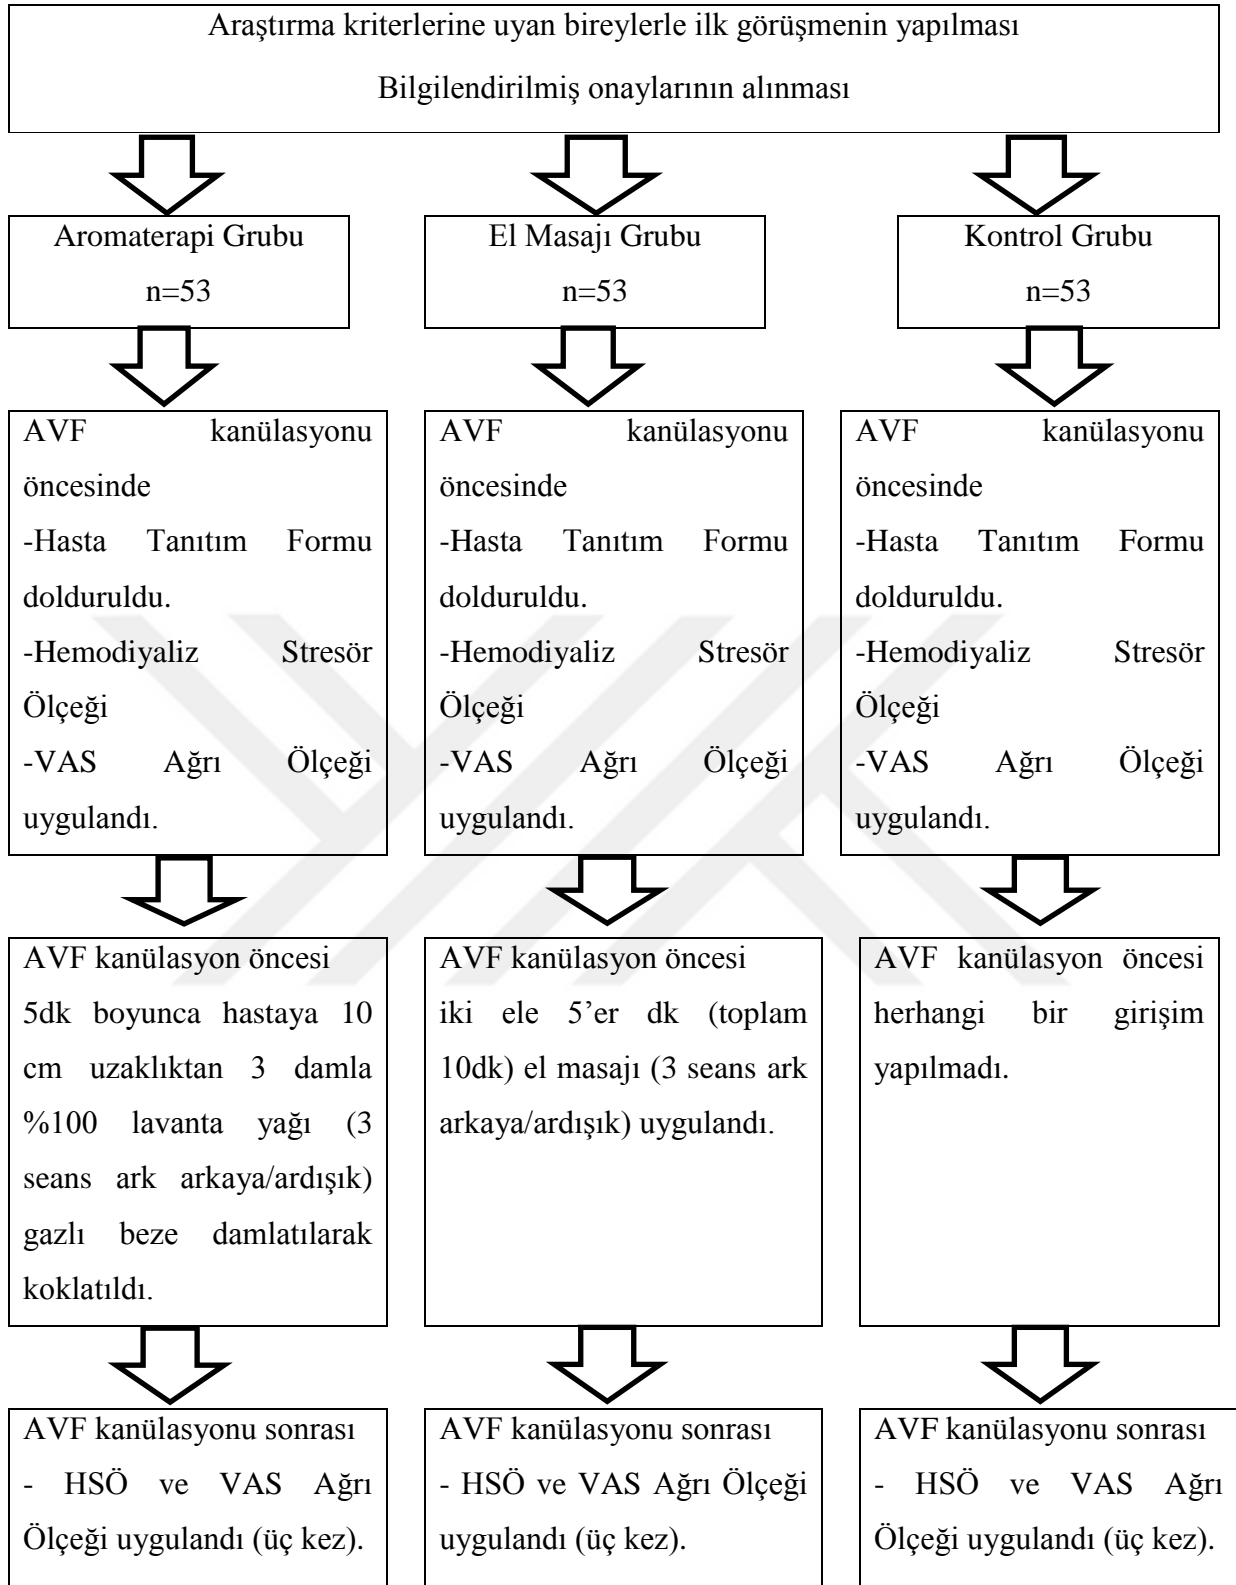 Araştırma kriterlerine uyan bireylerle ilk görüşmenin yapılması
Bilgilendirilmiş onaylarının alınması
Aromaterapi Grubu
n=53
El Masajı Grubu
n=53
Kontrol Grubu
n=53
AVF kanülasyonu
öncesinde
-Hasta Tanıtım Formu
dolduruldu.
-Hemodiyaliz Stresör
Ölçeği
-VAS Ağrı Ölçeği
uygulandı.
AVF kanülasyonu
öncesinde
-Hasta Tanıtım Formu
dolduruldu.
-Hemodiyaliz Stresör
Ölçeği
-VAS Ağrı Ölçeği
uygulandı.
AVF kanülasyonu
öncesinde
-Hasta Tanıtım Formu
dolduruldu.
-Hemodiyaliz Stresör
Ölçeği
-VAS Ağrı Ölçeği
uygulandı.
AVF kanülasyon öncesi
5dk boyunca hastaya 10
cm uzaklıktan 3 damla
%100 lavanta yağı (3
seans ark arkaya/ardışık)
gazlı beze damlatılarak
koklatıldı.
AVF kanülasyon öncesi
iki ele 5’er dk (toplam
10dk) el masajı (3 seans ark
arkaya/ardışık) uygulandı.
AVF kanülasyon öncesi
herhangi bir girişim
yapılmadı.
AVF kanülasyonu sonrası
- HSÖ ve VAS Ağrı
Ölçeği uygulandı (üç kez).
AVF kanülasyonu sonrası
- HSÖ ve VAS Ağrı Ölçeği
uygulandı (üç kez).
AVF kanülasyonu sonrası
- HSÖ ve VAS Ağrı
Ölçeği uygulandı (üç kez).